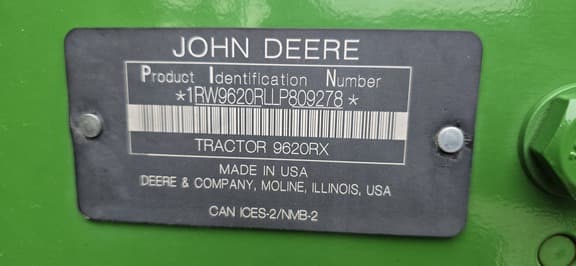 JOHN DEERE
Product Identification Number
*1RW9620RLLP809278*
TRACTOR 9620RX
MADE IN USA
DEERE & COMPANY, MOLINE, ILLINOIS, USA
CAN ICES-2/NMB-2